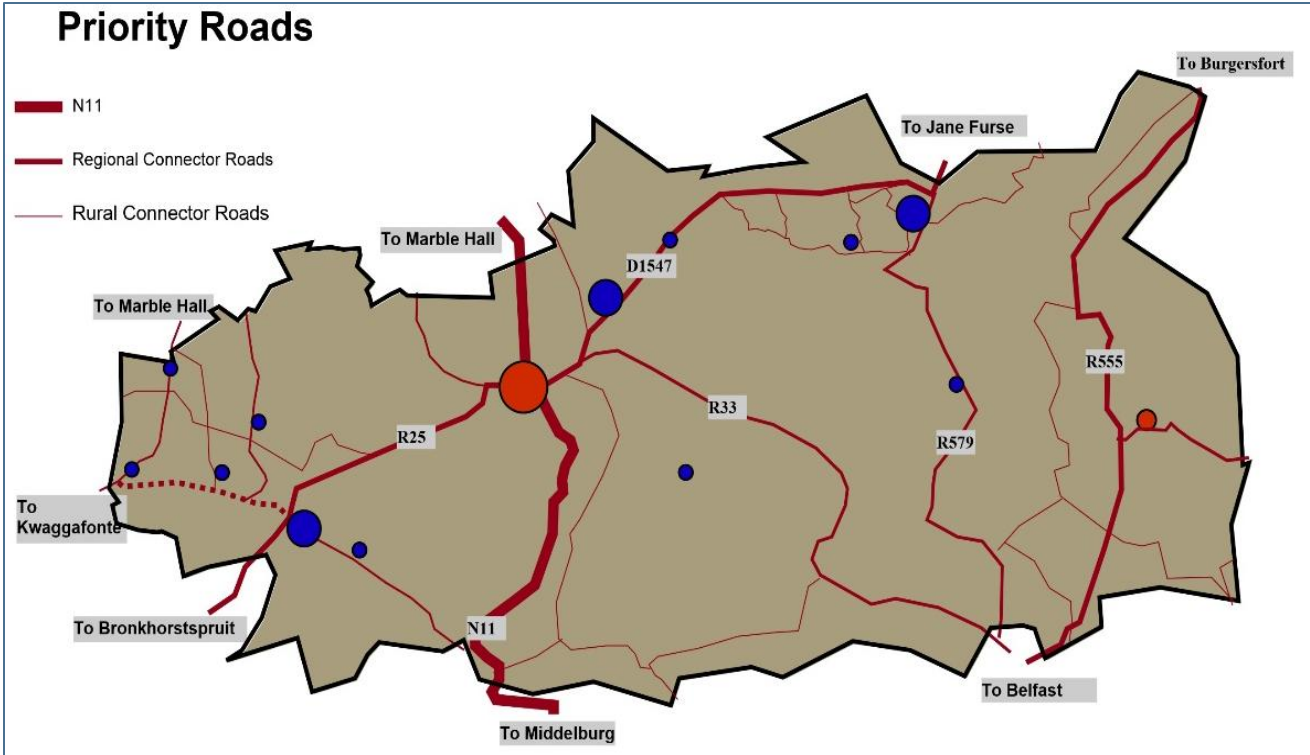 Priority Roads
N11
Regional Connector Roads
Rural Connector Roads
To Burgersfort
To Jane Furse
To Marble Hall
D1547
To Marble Hall
R555
R33
R25
R579
To
Kwaggafonte
To Bronkhorstspruit
N11
To Belfast
To Middelburg